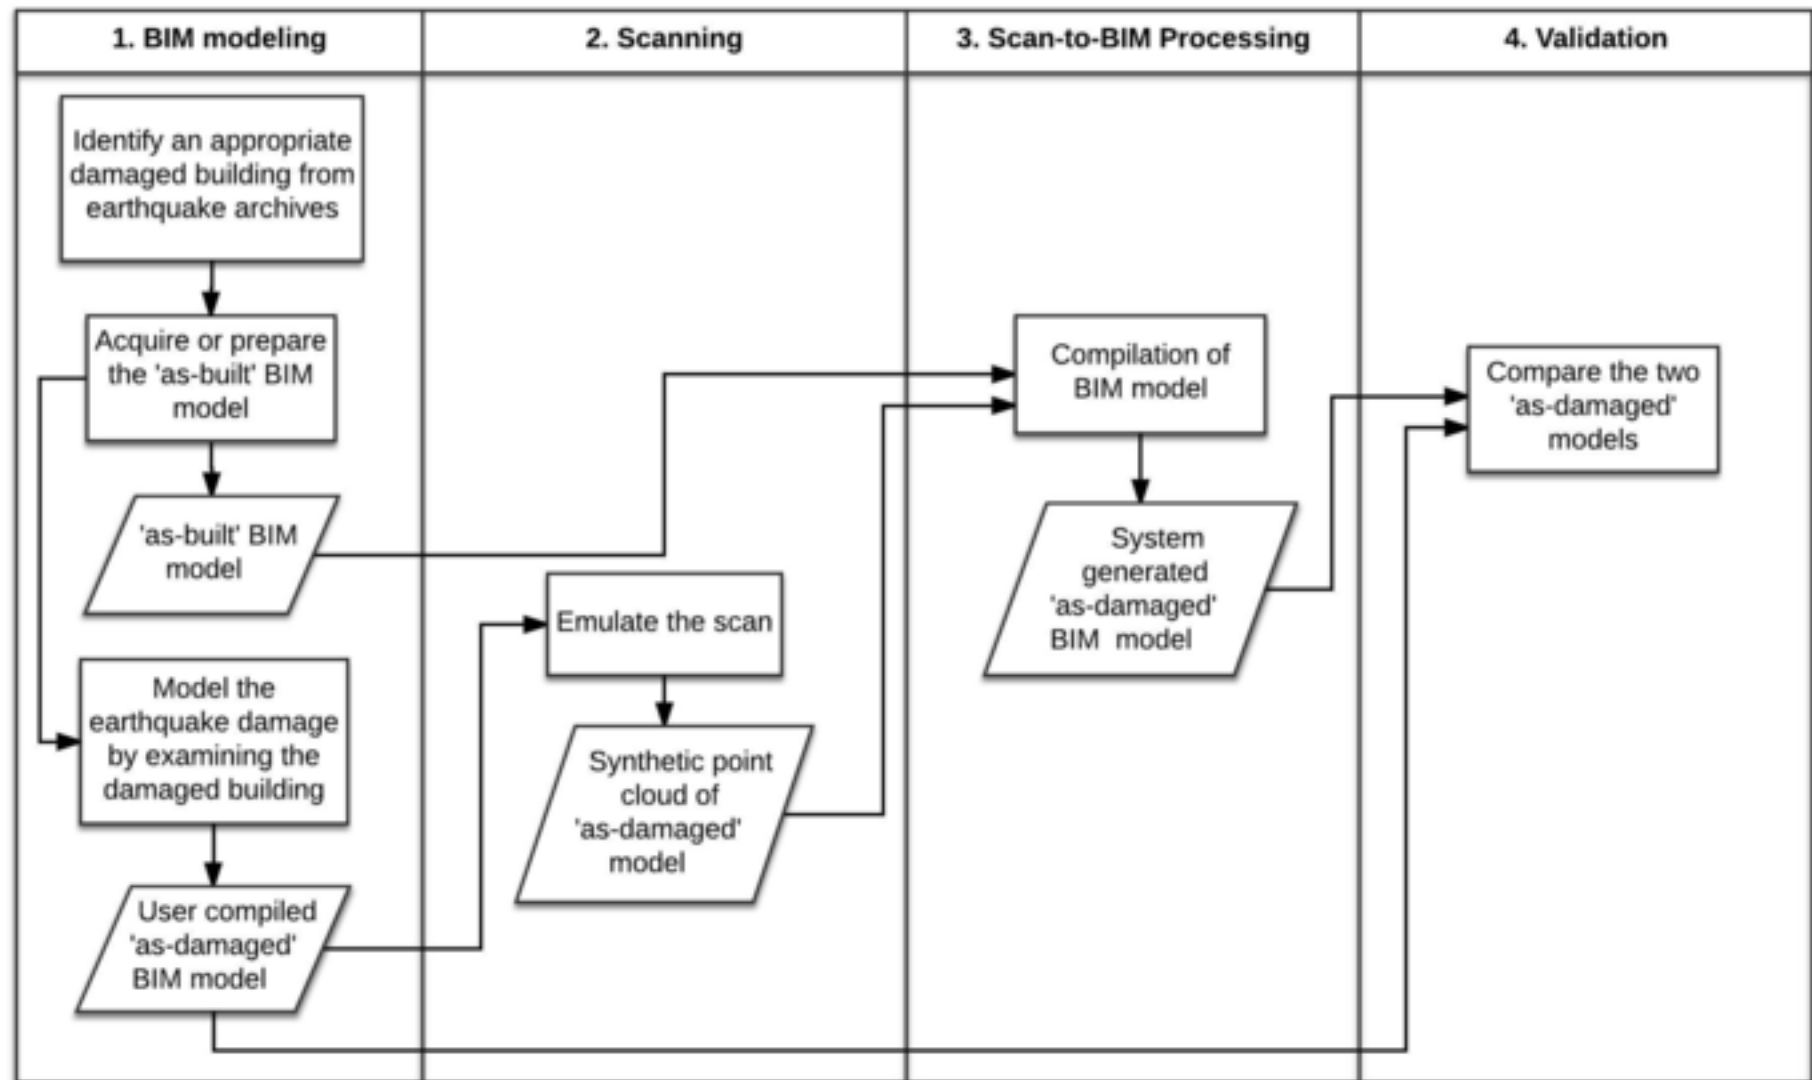 1. BIM modeling
2. Scanning
3. Scan-to-BIM Processing
4. Validation
Identify an appropriate
damaged building from
earthquake archives
Acquire or prepare
the 'as-built' BIM
model
'as-built' BIM
model
Model the
earthquake damage
by examining the
damaged building
User compiled
'as-damaged'
BIM model
Emulate the scan
Synthetic point
cloud of
'as-damaged'
model
Compilation of
BIM model
System
generated
'as-damaged'
BIM model
Compare the two
'as-damaged'
models